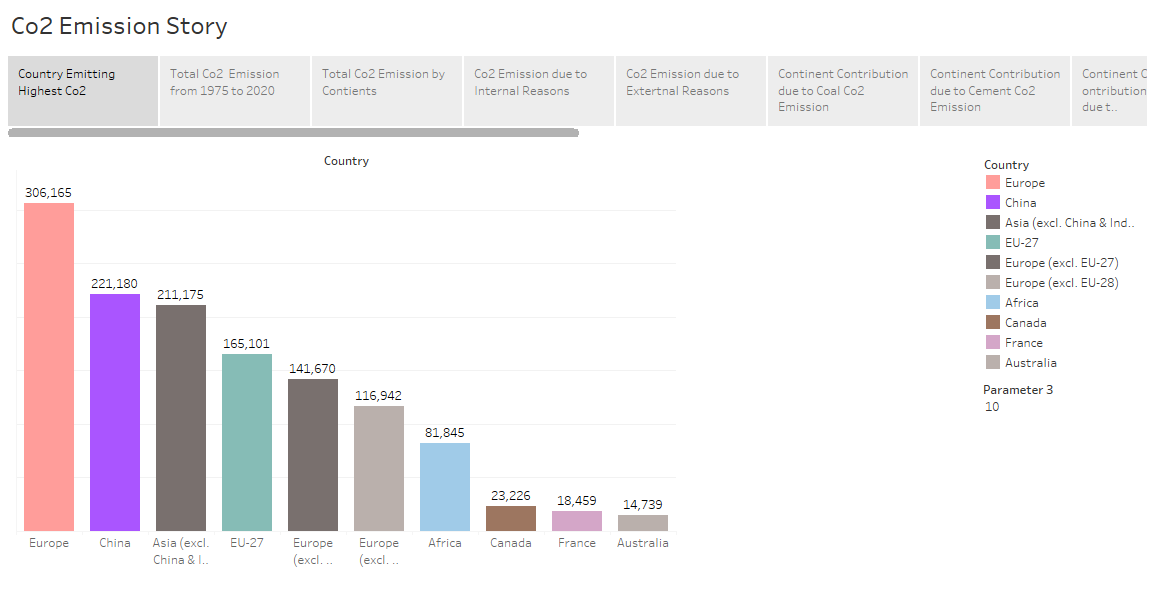 Co2 Emission Story
Country Emitting
Highest Co2
Total Co2 Emission
from 1975 to 2020
Total Co2 Emission by
Contients
Co2 Emission due to
Internal Reasons
Co2 Emission due to
Extertnal Reasons
Continent Contribution
due to Coal Co2
Emission
Continent Contribution
due to Cement Co2
Emission
Continent C
ontribution
due t..
Country
306,165
221,180
211,175
165,101
141,670
116,942
81,845
23,226
18,459
14,739
Europe
China
Asia (excl.
China & I..
EU-27
Europe
(excl. ..
Europe
(excl. ..
Africa
Canada
France
Australia
Country
Europe
China
Asia (excl. China & Ind..
EU-27
Europe (excl. EU-27)
Europe (excl. EU-28)
Africa
Canada
France
Australia
Parameter 3
10